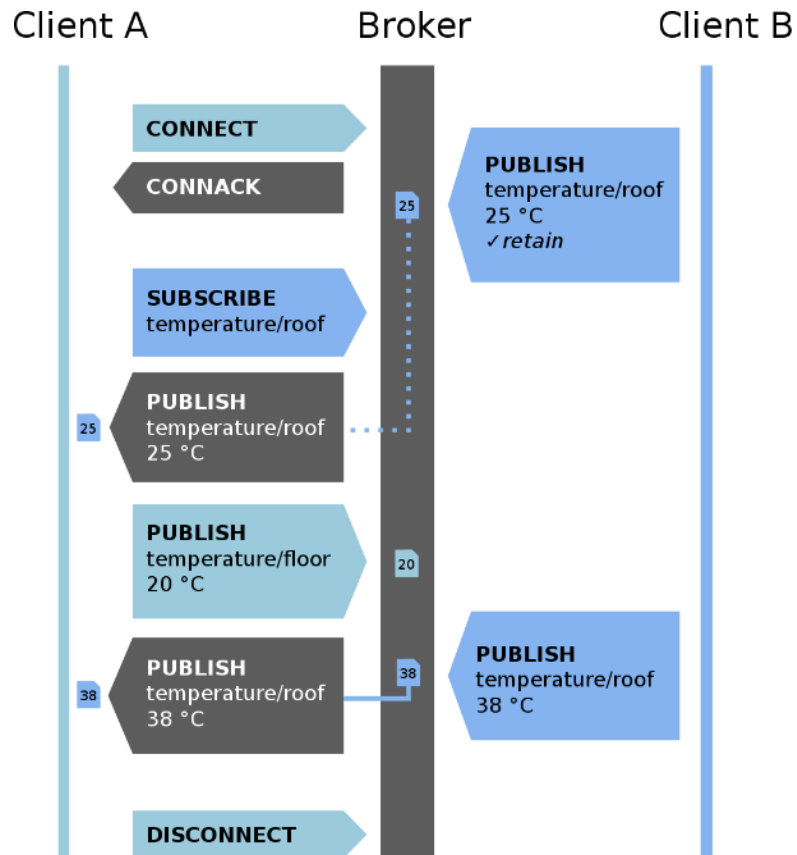 Client A
Broker
Client B
CONNECT
CONNACK
PUBLISH
temperature/roof
25 °C
✓retain
25
SUBSCRIBE
temperature/roof
25
PUBLISH
temperature/roof
25 °C
PUBLISH
temperature/floor
20 °C
20
38
PUBLISH
temperature/roof
38 °C
38
PUBLISH
temperature/roof
38 °C
DISCONNECT